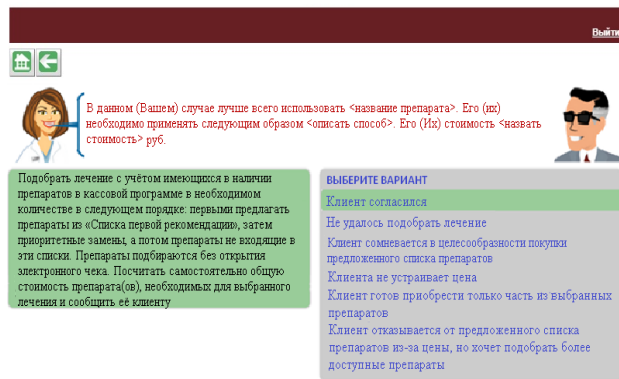 Выйти
В данном (Вашем) случае лучше всего использовать <название препарата>. Его (их)
необходимо применять следующим образом <описать способ>. Его (Их) стоимость <назвать
стоимость> руб.
Подобрать лечение с учётом имеющихся в наличии
препаратов в кассовой программе в необходимом
количестве в следующем порядке: первыми предлагать
препараты из «Списка первой рекомендации», затем
приоритетные замены, а потом препараты не входящие в
эти списки. Препараты подбираются без открытия
электронного чека. Посчитать самостоятельно общую
стоимость препарата(ов), необходимых для выбранного
лечения и сообщить её клиенту
ВЫБЕРИТЕ ВАРИАНТ
Клиент согласился
Не удалось подобрать лечение
Клиент сомневается в целесообразности покупки
предложенного списка препаратов
Клиента не устраивает цена
Клиент готов приобрести только часть из выбранных
препаратов
Клиент отказывается от предложенного списка
препаратов из-за цены, но хочет подобрать более
доступные препараты